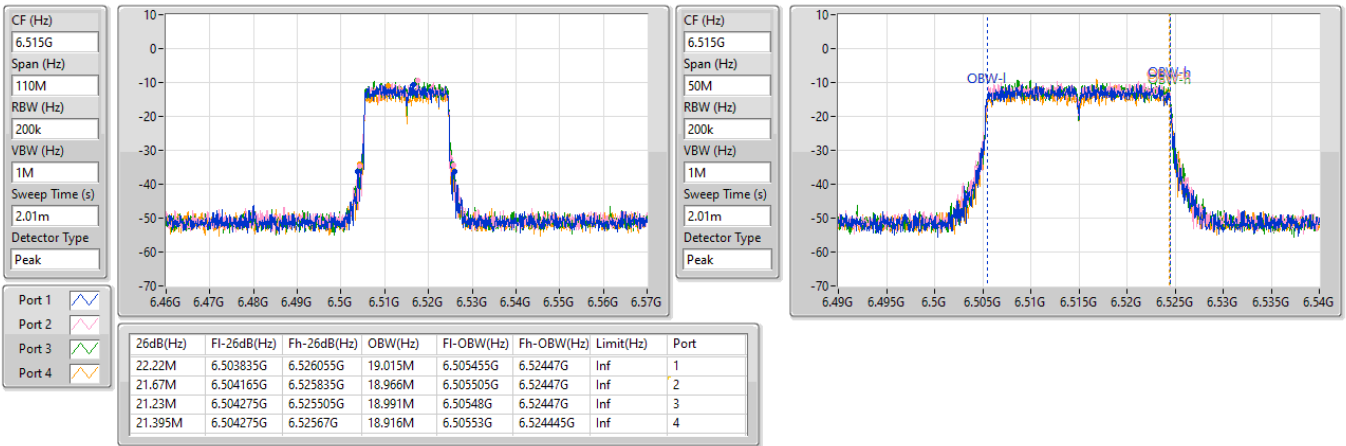 CF (Hz)
6.515G
Span (Hz)
110M
RBW (Hz)
200k
VBW (Hz)
1M
Sweep Time (s)
2.01m
Detector Type
Peak
10
0
-10
-20
-30
-40
-50
-60
-70
6.46G 6.47G 6.48G 6.49G 6.5G 6.51G 6.52G 6.53G 6.54G 6.55G 6.56G 6.57G
CF (Hz)
6.515G
Span (Hz)
50M
RBW (Hz)
200k
VBW (Hz)
1M
Sweep Time (s)
2.01m
Detector Type
Peak
10
0
-10
-20
-30
-40
-50
-60
-70
OBW-l
OBW-h
6.49G 6.495G 6.5G 6.505G 6.51G 6.515G 6.52G 6.525G 6.53G 6.535G 6.54G
Port 1
Port 2
Port 3
Port 4
26dB(Hz) Fl-26dB(Hz) Fh-26dB(Hz) OBW(Hz) Fl-OBW(Hz) Fh-OBW(Hz) Limit(Hz) Port
22.22M 6.503835G 6.526055G 19.015M 6.505455G 6.52447G Inf 1
21.67M 6.504165G 6.525835G 18.966M 6.505505G 6.52447G Inf 2
21.23M 6.504275G 6.525505G 18.991M 6.50548G 6.52447G Inf 3
21.395M 6.504275G 6.52567G 18.916M 6.50553G 6.524445G Inf 4